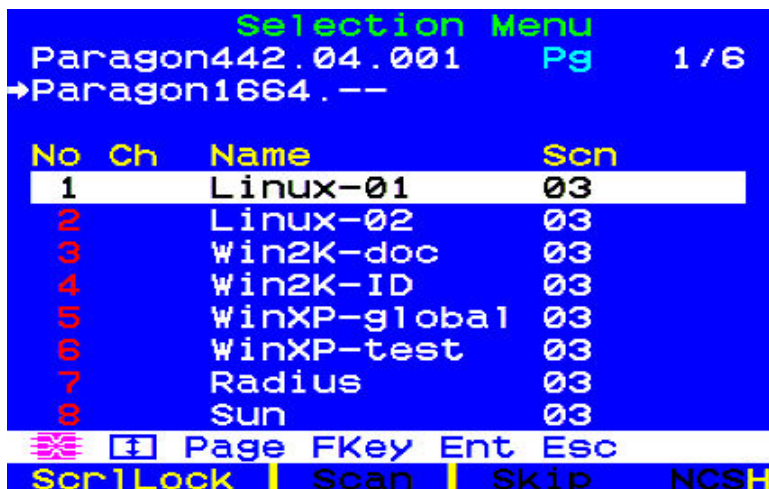 Selection Menu
Paragon442.04.001 Pg 1/6
→Paragon1664.--
No Ch Name Scn
1 Linux-01 03
2 Linux-02 03
3 Win2K-doc 03
4 Win2K-ID 03
5 WinXP-global 03
6 WinXP-test 03
7 Radius 03
8 Sun 03
Page FKey Ent Esc
ScrlLock Scan Skip NCSH